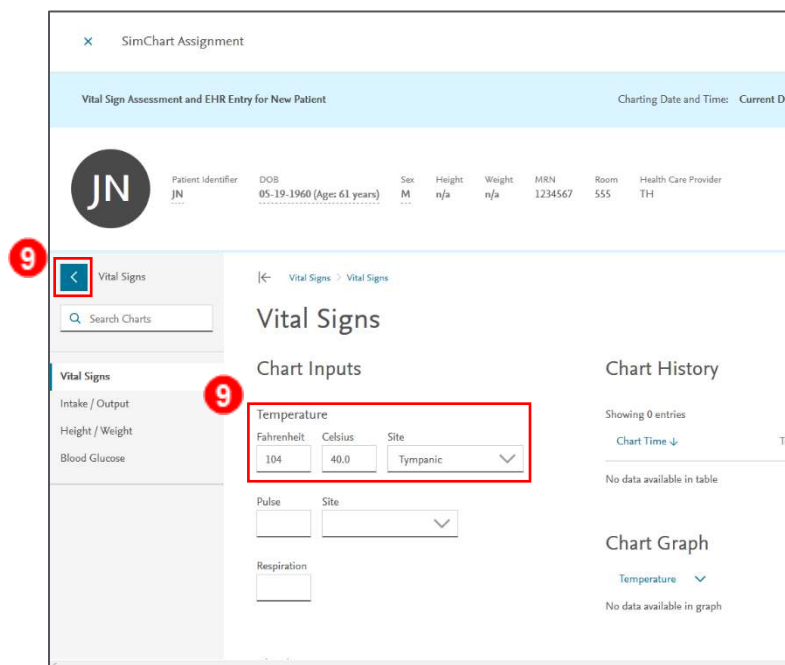 × SimChart Assignment
Vital Sign Assessment and EHR Entry for New Patient Charting Date and Time: Current D
JN
Patient Identifier DOB Sex Height Weight MRN Room Health Care Provider
JN 05-19-1960 (Age: 61 years) M n/a n/a 1234567 555 TH
9
Vital Signs
Search Charts
Vital Signs
Intake / Output
Height / Weight
Blood Glucose
Vital Signs > Vital Signs
Vital Signs
Chart Inputs
9
Temperature
Fahrenheit Celsius Site
104 40.0 Tympanic
Pulse Site
Respiration
Chart History
Showing 0 entries
Chart Time ↓ T
No data available in table
Chart Graph
Temperature
No data available in graph